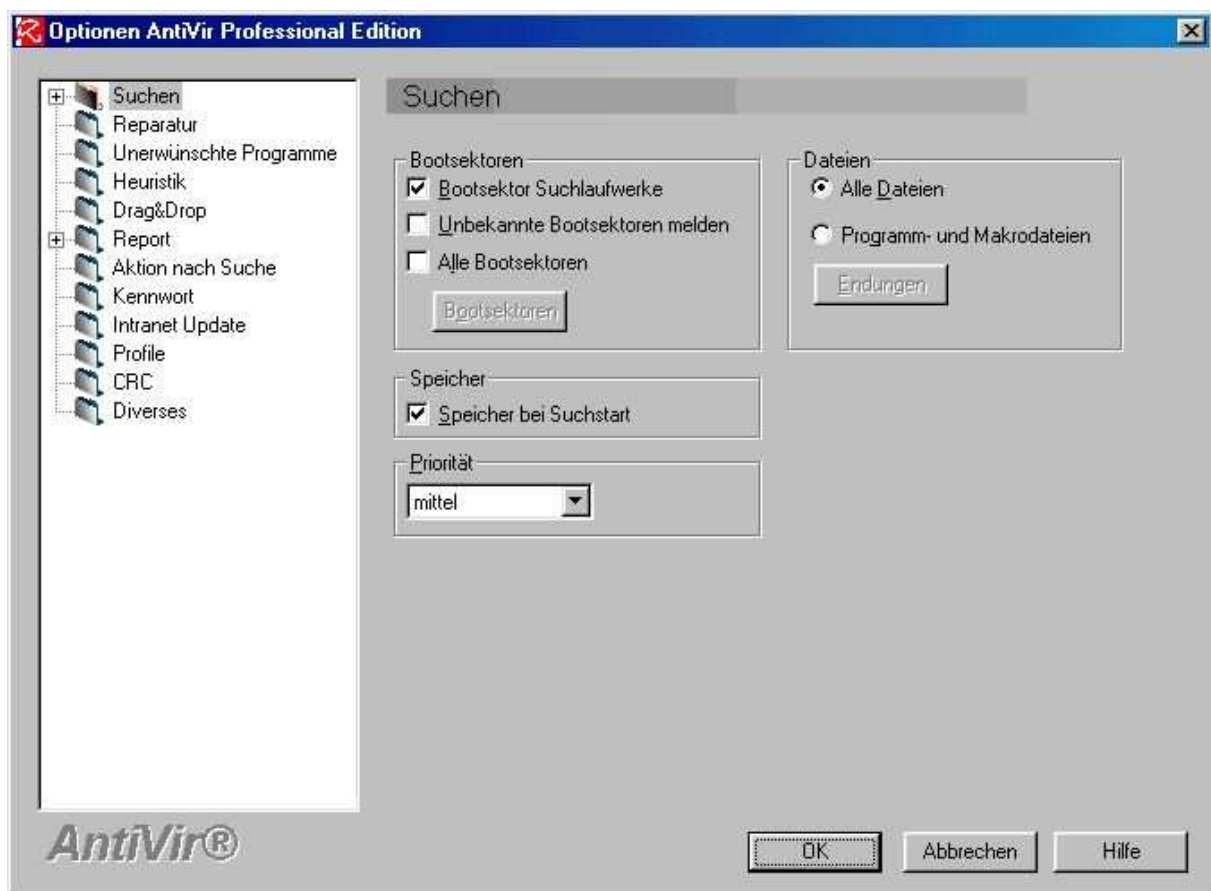 Optionen AntiVir Professional Edition
Suchen
Reparatur
Unerwünschte Programme
Heuristik
Drag&Drop
Report
Aktion nach Suche
Kennwort
Intranet Update
Profile
CRC
Diverses
Suchen
Bootsektoren
Bootsektor Suchlaufwerke
Unbekannte Bootsektoren melden
Alle Bootsektoren
Bootsektoren
Dateien
Alle Dateien
Programm- und Makrodateien
Endungen
Speicher
Speicher bei Suchstart
Priorität
mittel
AntiVir®
OK
Abbrechen
Hilfe